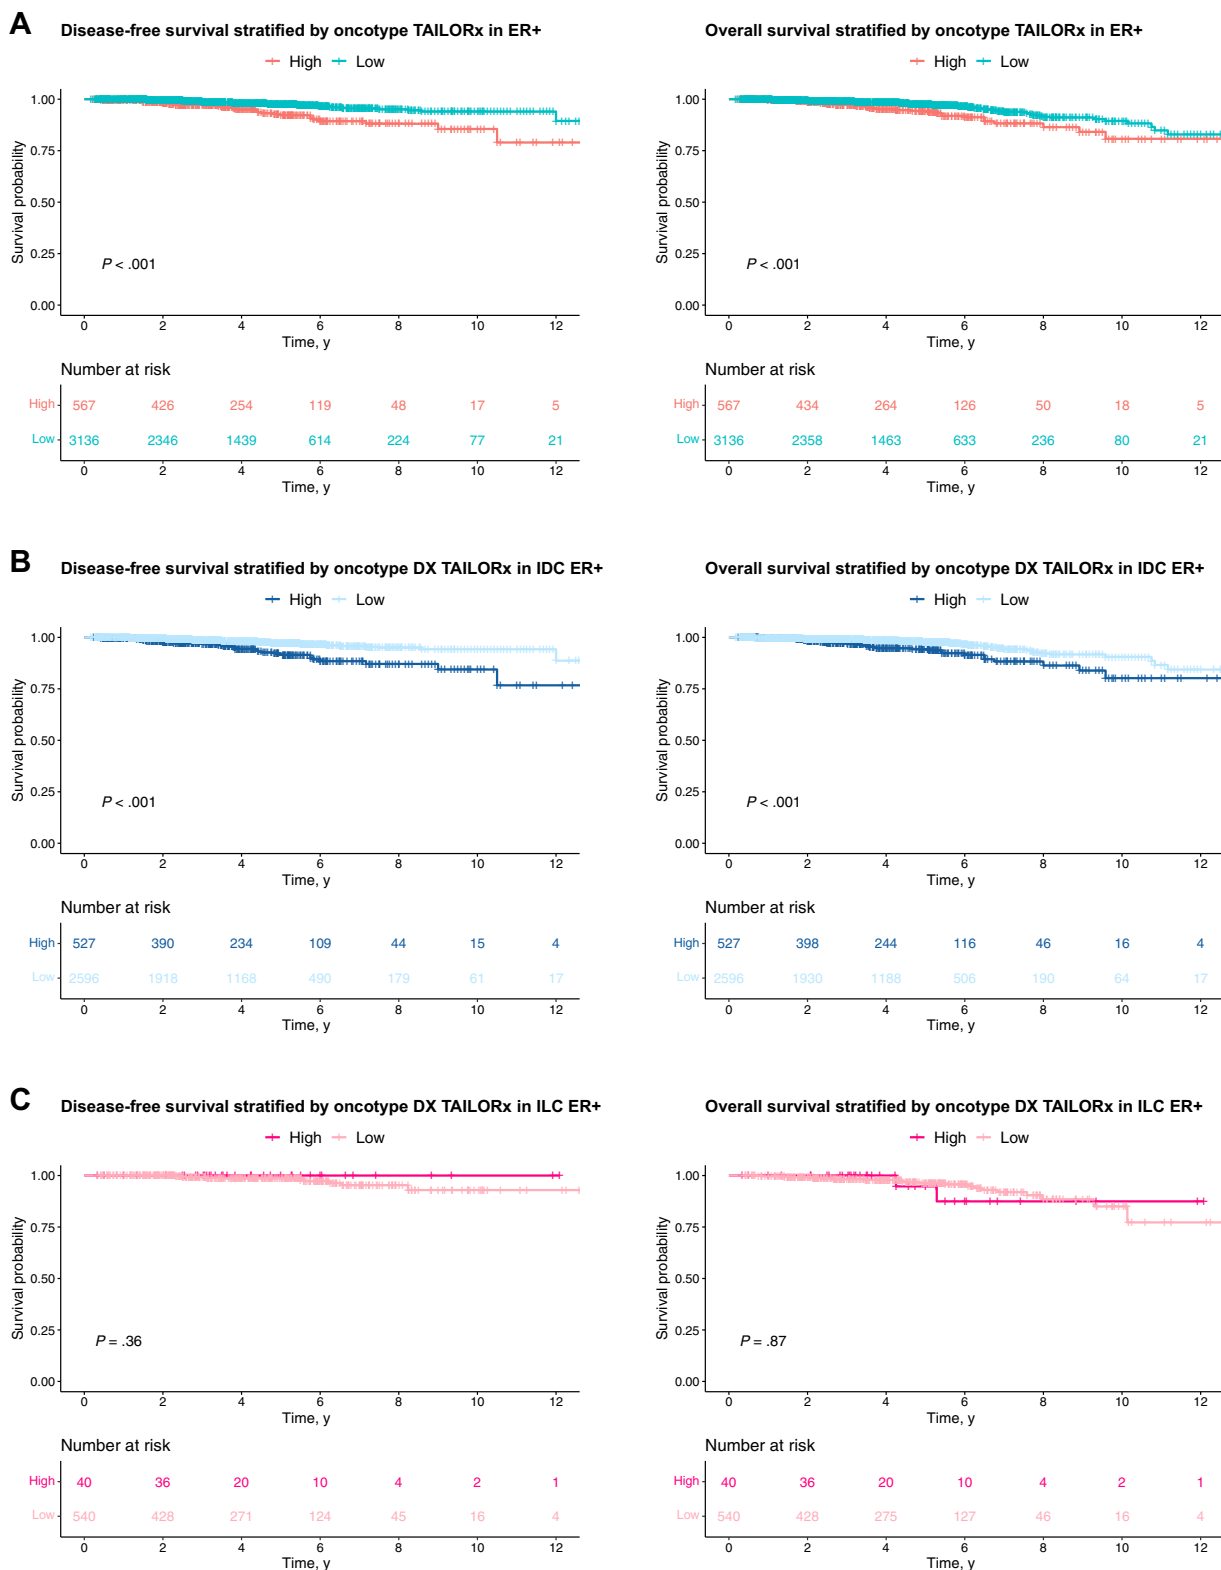 A
Disease-free survival stratified by oncotype TAILORx in ER+
High Low
Survival probability
1.00
0.75
0.50
0.25
0.00
P < .001
0 2 4 6 8 10 12
Time, y
Number at risk
High 567 426 254 119 48 17 5
Low 3136 2346 1439 614 224 77 21
0 2 4 6 8 10 12
Time, y
Overall survival stratified by oncotype TAILORx in ER+
High Low
Survival probability
1.00
0.75
0.50
0.25
0.00
P < .001
0 2 4 6 8 10 12
Time, y
Number at risk
High 567 434 264 126 50 18 5
Low 3136 2358 1463 633 236 80 21
0 2 4 6 8 10 12
Time, y
B
Disease-free survival stratified by oncotype DX TAILORx in IDC ER+
High Low
Survival probability
1.00
0.75
0.50
0.25
0.00
P < .001
0 2 4 6 8 10 12
Time, y
Number at risk
High 527 390 234 109 44 15 4
Low 2596 1918 1168 490 179 61 17
0 2 4 6 8 10 12
Time, y
Overall survival stratified by oncotype DX TAILORx in IDC ER+
High Low
Survival probability
1.00
0.75
0.50
0.25
0.00
P < .001
0 2 4 6 8 10 12
Time, y
Number at risk
High 527 398 244 116 46 16 4
Low 2596 1930 1188 506 190 64 17
0 2 4 6 8 10 12
Time, y
C
Disease-free survival stratified by oncotype DX TAILORx in ILC ER+
High Low
Survival probability
1.00
0.75
0.50
0.25
0.00
P = .36
0 2 4 6 8 10 12
Time, y
Number at risk
High 40 36 20 10 4 2 1
Low 540 428 271 124 45 16 4
0 2 4 6 8 10 12
Time, y
Overall survival stratified by oncotype DX TAILORx in ILC ER+
High Low
Survival probability
1.00
0.75
0.50
0.25
0.00
P = .87
0 2 4 6 8 10 12
Time, y
Number at risk
High 40 36 20 10 4 2 1
Low 540 428 275 127 46 16 4
0 2 4 6 8 10 12
Time, y